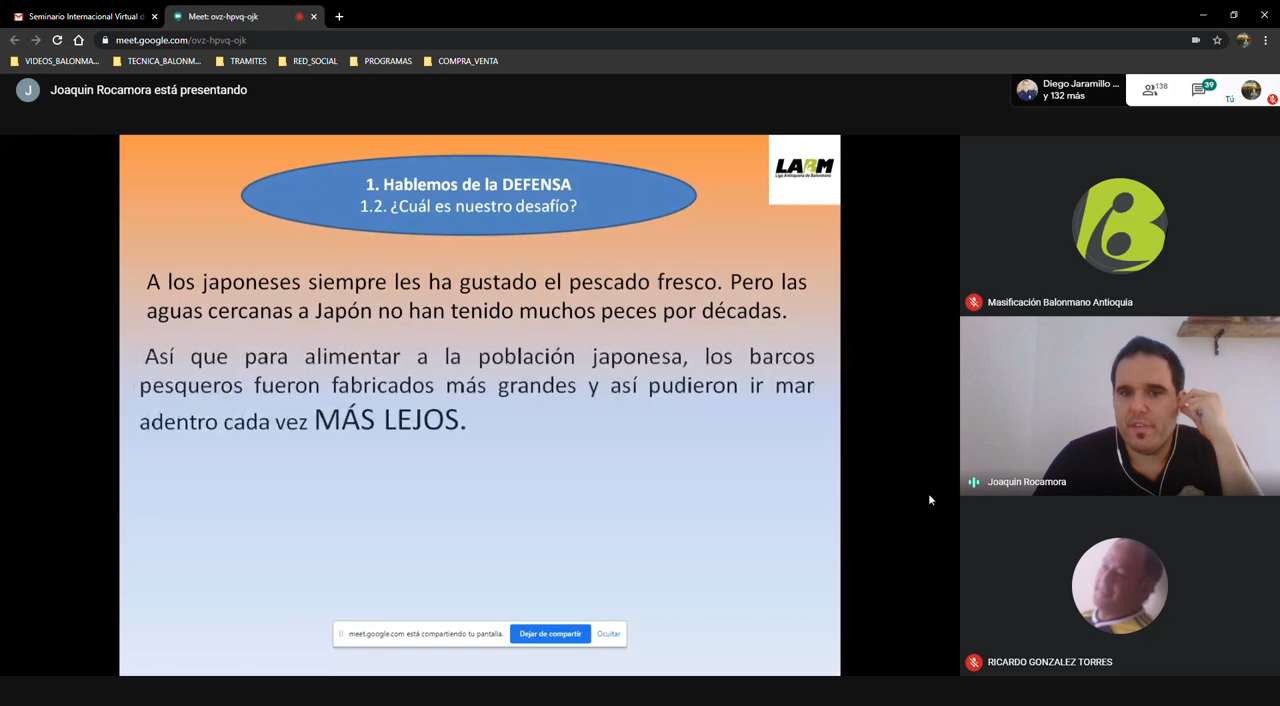 Seminario Internacional Virtual d
Meet: ovz-hpvq-ojk
meet.google.com/ovz-hpvq-ojk
VIDEOS_BALONMA...
TECNICA_BALONM...
TRAMITES
RED_SOCIAL
PROGRAMAS
COMPRA_VENTA
J
Joaquin Rocamora está presentando
Diego Jaramillo ...
y 132 más
138
39
Tú
1. Hablemos de la DEFENSA
1.2. ¿Cuál es nuestro desafío?
LABM
Liga Antioqueña de Balonmano
A los japoneses siempre les ha gustado el pescado fresco. Pero las
aguas cercanas a Japón no han tenido muchos peces por décadas.
Así que para alimentar a la población japonesa, los barcos
pesqueros fueron fabricados más grandes y así pudieron ir mar
adentro cada vez MÁS LEJOS.
meet.google.com está compartiendo tu pantalla.
Dejar de compartir
Ocultar
Masificación Balonmano Antioquia
Joaquin Rocamora
RICARDO GONZALEZ TORRES